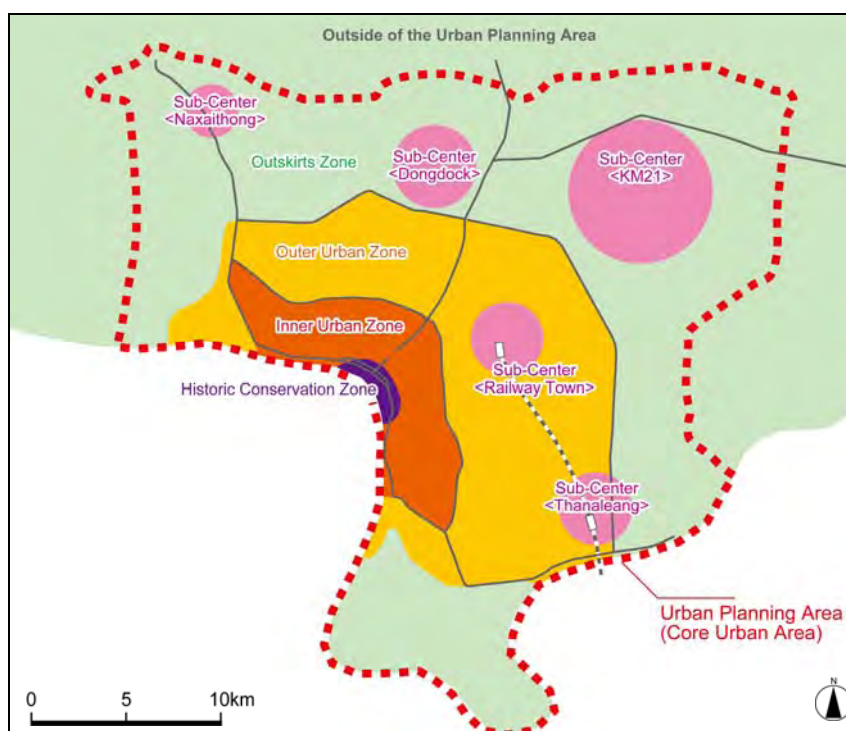 Outside of the Urban Planning Area
Sub-Center
<Naxaithong>
Sub-Center
<Dongdock>
Sub-Center
<KM21>
Outskirts Zone
Outer Urban Zone
Inner Urban Zone
Sub-Center
<Railway Town>
Historic Conservation Zone
Sub-Center
<Thanaleang>
Urban Planning Area
(Core Urban Area)
0 5 10km
N